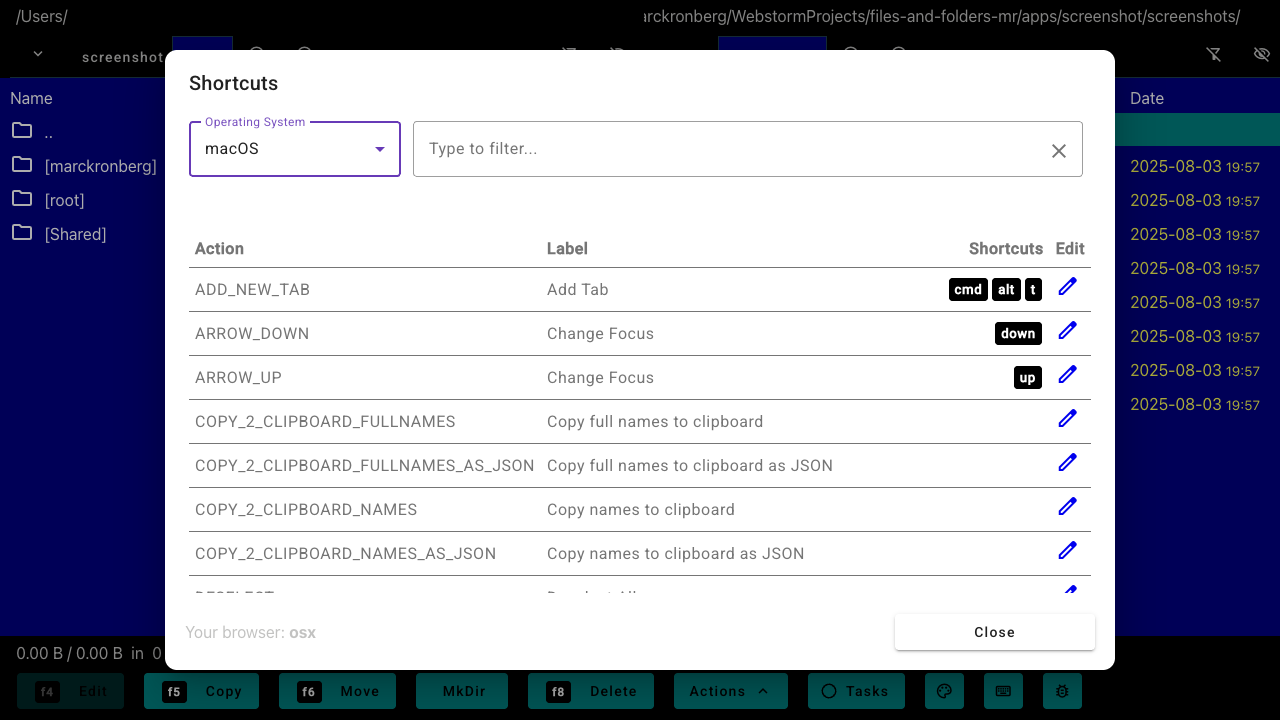 /Users/
rckronberg/WebstormProjects/files-and-folders-mr/apps/screenshot/screenshots/
screenshot
Shortcuts
Name
Date
Operating System
macOS
Type to filter...
..
[marckronberg]
2025-08-03 19:57
[root]
2025-08-03 19:57
[Shared]
2025-08-03 19:57
Action Label Shortcuts Edit
2025-08-03 19:57
ADD_NEW_TAB Add Tab cmd alt t
2025-08-03 19:57
ARROW_DOWN Change Focus down
2025-08-03 19:57
ARROW_UP Change Focus up
2025-08-03 19:57
2025-08-03 19:57
COPY_2_CLIPBOARD_FULLNAMES Copy full names to clipboard
COPY_2_CLIPBOARD_FULLNAMES_AS_JSON Copy full names to clipboard as JSON
COPY_2_CLIPBOARD_NAMES Copy names to clipboard
COPY_2_CLIPBOARD_NAMES_AS_JSON Copy names to clipboard as JSON
Your browser: osx
Close
0.00 B / 0.00 B in 0
f4 Edit f5 Copy f6 Move MkDir f8 Delete Actions Tasks